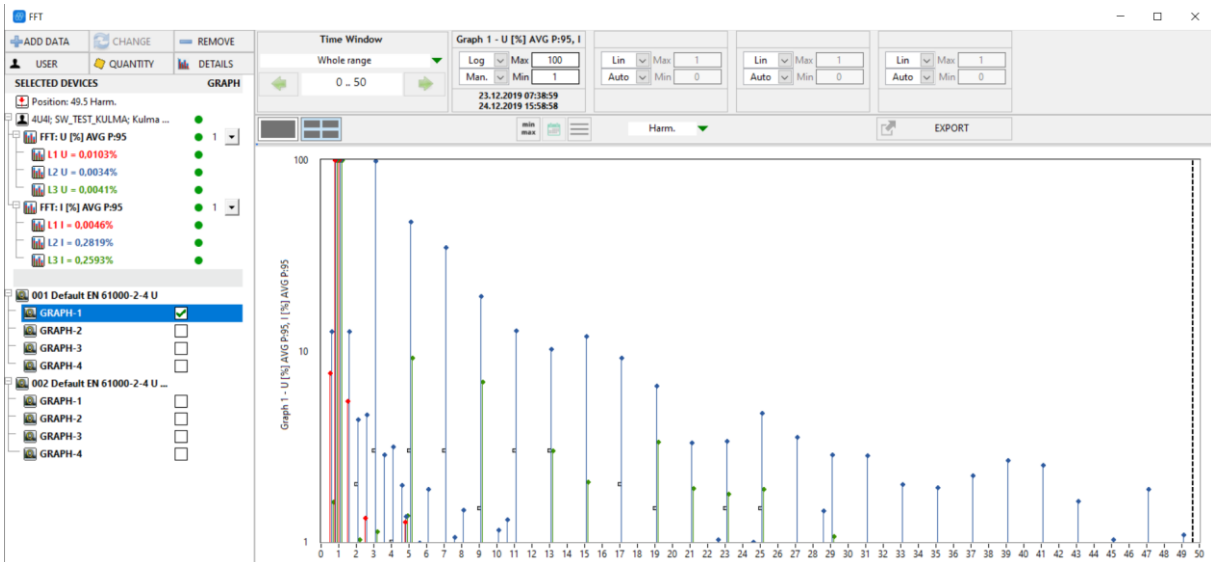 FFT
ADD DATA CHANGE REMOVE
USER QUANTITY DETAILS
SELECTED DEVICES GRAPH
Position: 49.5 Harm.
4U4I; SW_TEST_KULMA; Kulma ...
FFT: U [%] AVG P:95 1
L1 U = 0,0103%
L2 U = 0,0034%
L3 U = 0,0041%
FFT: I [%] AVG P:95 1
L1 I = 0,0046%
L2 I = 0,2819%
L3 I = 0,2593%
001 Default EN 61000-2-4 U
GRAPH-1
GRAPH-2
GRAPH-3
GRAPH-4
002 Default EN 61000-2-4 U ...
GRAPH-1
GRAPH-2
GRAPH-3
GRAPH-4
Time Window
Whole range
0 .. 50
Graph 1 - U [%] AVG P:95, I
Log Max 100
Man. Min 1
23.12.2019 07:38:59
24.12.2019 15:58:58
Lin Max 1
Auto Min 0
Lin Max 1
Auto Min 0
Lin Max 1
Auto Min 0
min
max
Harm.
EXPORT
Graph 1 - U [%] AVG P:95, I [%] AVG P:95
100
10
1
0 1 2 3 4 5 6 7 8 9 10 11 12 13 14 15 16 17 18 19 20 21 22 23 24 25 26 27 28 29 30 31 32 33 34 35 36 37 38 39 40 41 42 43 44 45 46 47 48 49 50